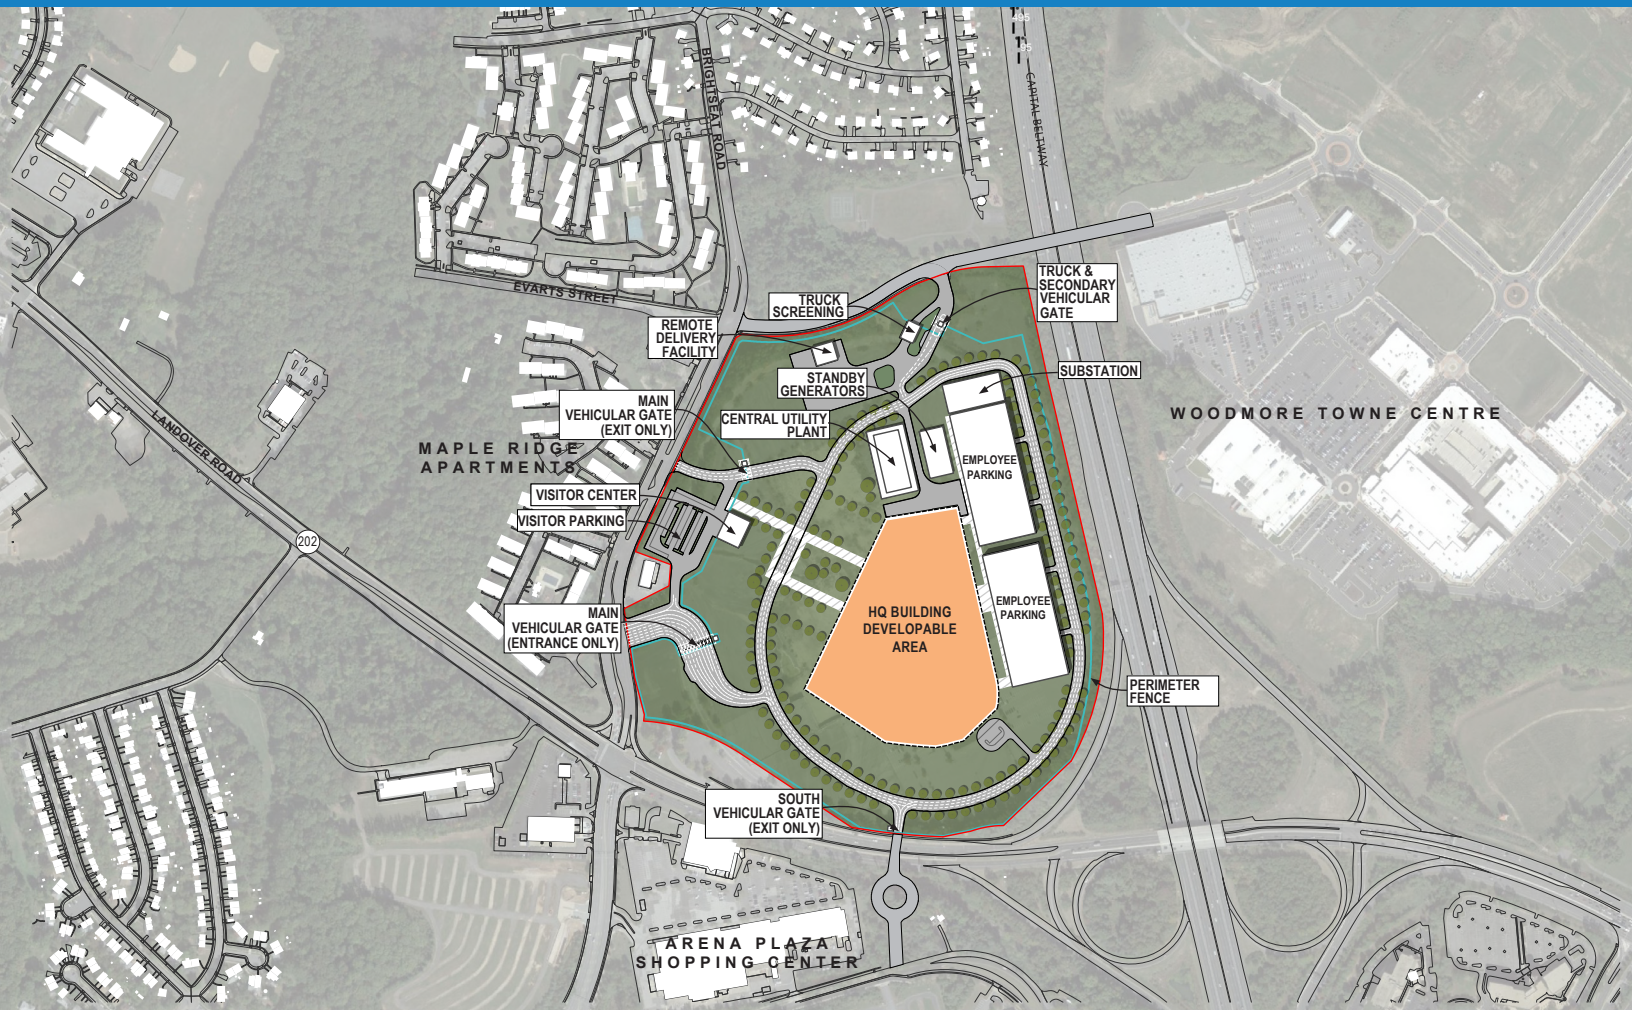 495
95
CAPITAL BELTWAY
BRIGHTSEAT ROAD
EVARTS STREET
TRUCK
SCREENING
TRUCK &
SECONDARY
VEHICULAR
GATE
REMOTE
DELIVERY
FACILITY
STANDBY
GENERATORS
SUBSTATION
MAIN
VEHICULAR GATE
(EXIT ONLY)
CENTRAL UTILITY
PLANT
WOODMORE TOWNE CENTRE
LANDOVER ROAD
MAPLE RIDGE
APARTMENTS
EMPLOYEE
PARKING
VISITOR CENTER
VISITOR PARKING
202
MAIN
VEHICULAR GATE
(ENTRANCE ONLY)
HQ BUILDING
DEVELOPABLE
AREA
EMPLOYEE
PARKING
PERIMETER
FENCE
SOUTH
VEHICULAR GATE
(EXIT ONLY)
ARENA PLAZA
SHOPPING CENTER